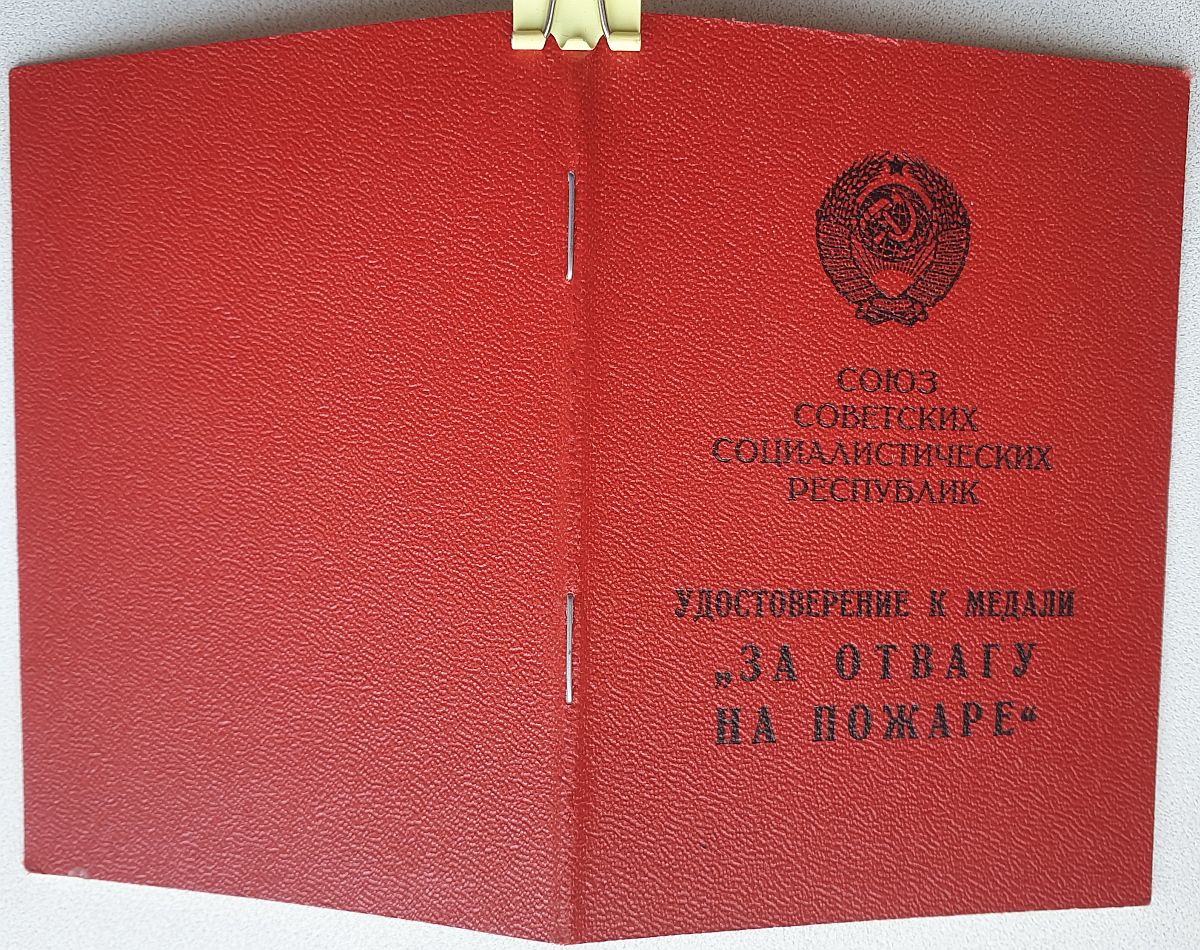 СОЮЗ
СОВЕТСКИХ
СОЦИАЛИСТИЧЕСКИХ
РЕСПУБЛИК
УДОСТОВЕРЕНИЕ К МЕДАЛИ
„ЗА ОТВАГУ
НА ПОЖАРЕ“